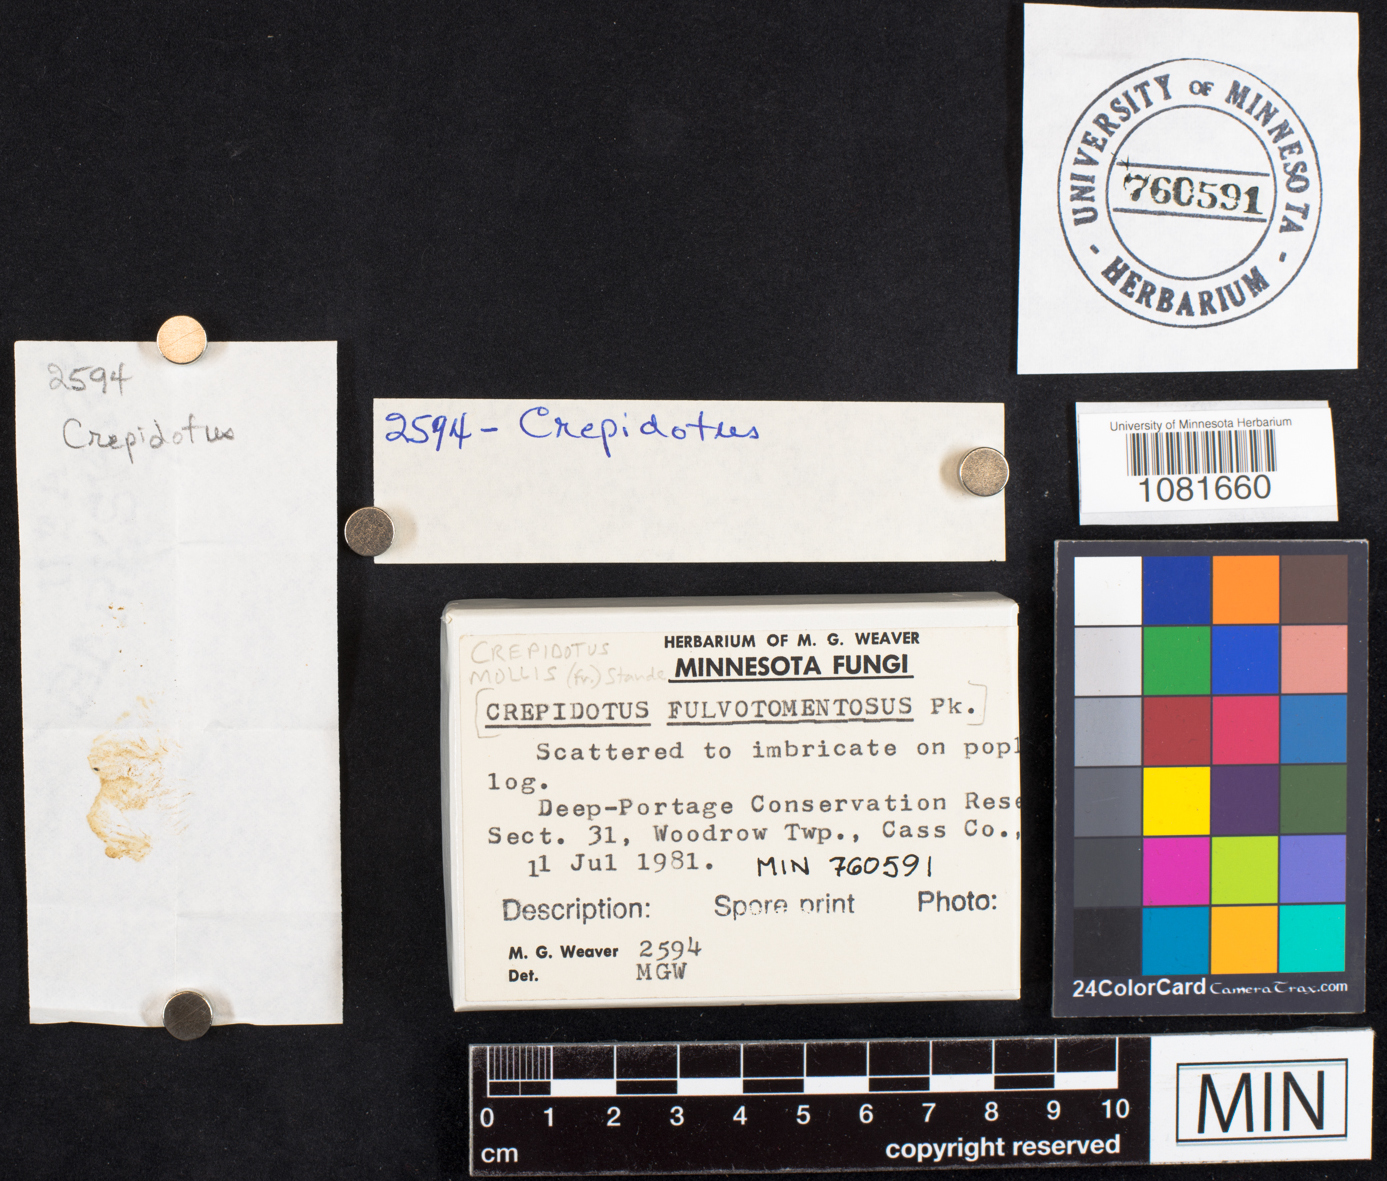 UNIVERSITY OF MINNESOTA
760591
- HERBARIUM -
2594
Crepidotus
2594 - Crepidotus
University of Minnesota Herbarium
1081660
HERBARIUM OF M. G. WEAVER
MINNESOTA FUNGI
CREPIDOTUS
MOLLIS (fr.) Staude
[CREPIDOTUS FULVOTOMENTOSUS Pk.]
Scattered to imbricate on popl
log.
Deep-Portage Conservation Rese
Sect. 31, Woodrow Twp., Cass Co.,
11 Jul 1981. MIN 760591
Description: Spore print Photo:
M. G. Weaver 2594
Det. MGW
24ColorCard CameraTrax.com
0 1 2 3 4 5 6 7 8 9 10
cm
copyright reserved
MIN